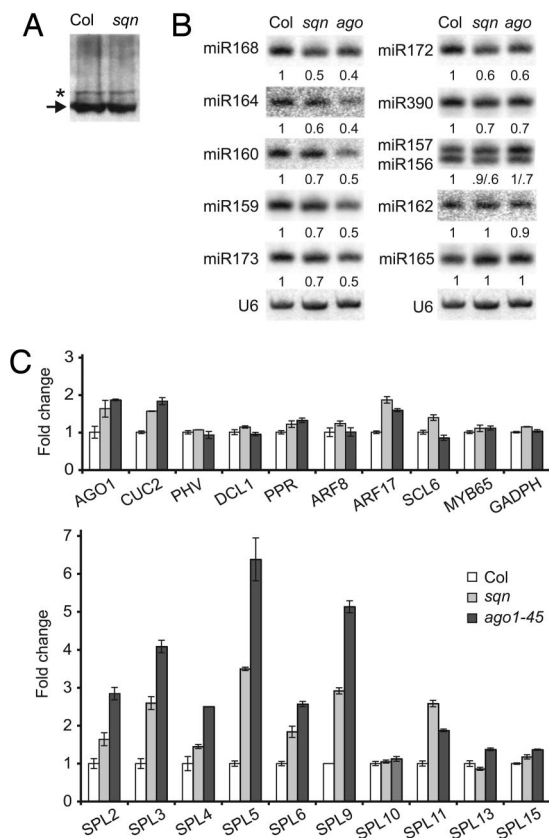 A
Col sqn
*
B
Col sqn ago
miR168
1 0.5 0.4
miR164
1 0.6 0.4
miR160
1 0.7 0.5
miR159
1 0.7 0.5
miR173
1 0.7 0.5
U6
Col sqn ago
miR172
1 0.6 0.6
miR390
1 0.7 0.7
miR157
miR156
1 .9/.6 1/.7
miR162
1 1 0.9
miR165
1 1 1
U6
C
Fold change
3
2
1
0
AGO1 CUC2 PHV DCL1 PPR ARF8 ARF17 SCL6 MYB65 GADPH
Fold change
7
6
5
4
3
2
1
0
Col
sqn
ago1-45
SPL2 SPL3 SPL4 SPL5 SPL6 SPL9 SPL10 SPL11 SPL13 SPL15